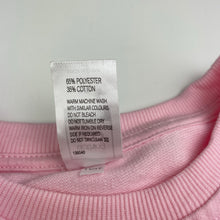 65% POLYESTER
35% COTTON
WARM MACHINE WASH
WITH SIMILAR COLOURS
DO NOT BLEACH
DO NOT TUMBLE DRY
WARM IRON ON REVERSE
SIDE IF REQUIRED
DO NOT DRYCLEAN